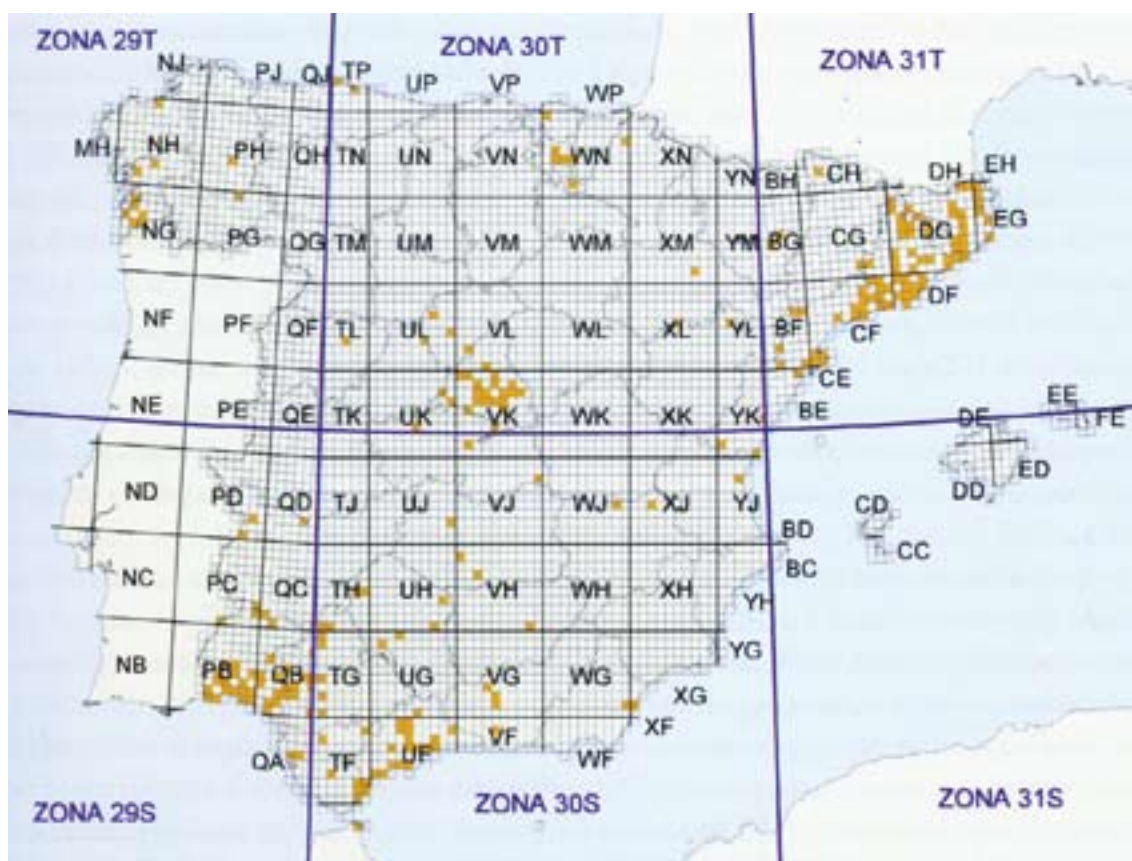 ZONA 29T ZONA 30T ZONA 31T
NJ PJ QJ TP UP VP WP
MH NH PH QH TN UN VN WN XN YN BH CH DH EH
NG PG QG TM UM VM WM XM YM BG CG DG EG
NF PF QF TL UL VL WL XL YL BF CF DF
NE PE QE TK UK VK WK XK YK BE CE DE EE FE
ND PD QD TJ UJ VJ WJ XJ YJ BD CD DD ED
NC PC QC TH UH VH WH XH YH BC CC
NB PB QB TG UG VG WG XG YG
QA TF UF VF WF XF
ZONA 29S ZONA 30S ZONA 31S